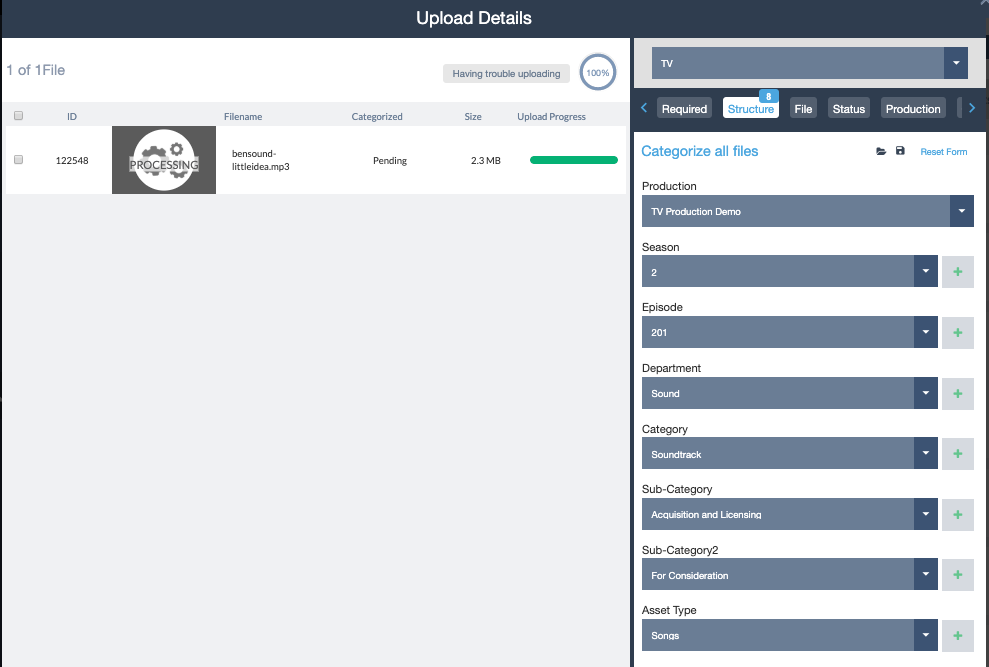 Upload Details
1 of 1File
Having trouble uploading
100%
ID
Filename
Categorized
Size
Upload Progress
122548
PROCESSING
bensound-
littleidea.mp3
Pending
2.3 MB
TV
8
Required
Structure
File
Status
Production
Categorize all files
Reset Form
Production
TV Production Demo
Season
2
Episode
201
Department
Sound
Category
Soundtrack
Sub-Category
Acquisition and Licensing
Sub-Category2
For Consideration
Asset Type
Songs